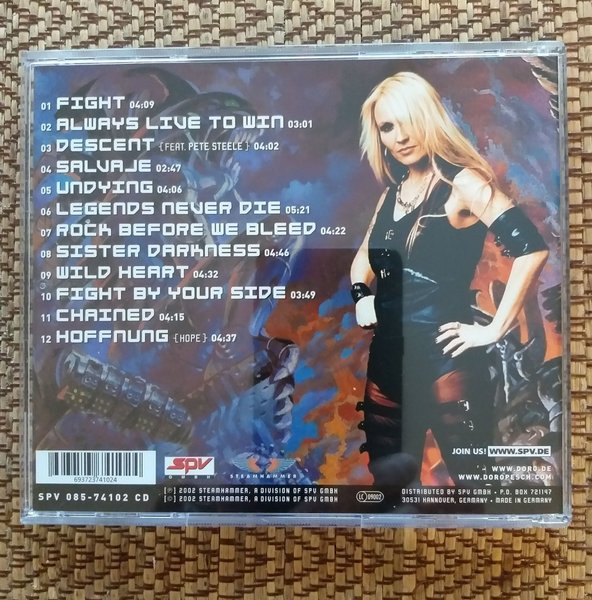 01 FIGHT 04:09
02 ALWAYS LIVE TO WIN 03:01
03 DESCENT {FEAT. PETE STEELE} 04:02
04 SALVAJE 02:47
05 UNDYING 04:06
06 LEGENDS NEVER DIE 05:21
07 ROCK BEFORE WE BLEED 04:22
08 SISTER DARKNESS 04:46
09 WILD HEART 04:32
10 FIGHT BY YOUR SIDE 03:49
11 CHAINED 04:15
12 HOFFNUNG {HOPE} 04:37
JOIN US! WWW.SPV.DE
WWW.DORO.DE
WWW.DOROPESCH.COM
693723741024
SPV
GMBH
STEAMHAMMER
SPV 085-74102 CD
(P) 2002 STEAMHAMMER, A DIVISION OF SPV GMBH
(C) 2002 STEAMHAMMER, A DIVISION OF SPV GMBH
LC 09002
DISTRIBUTED BY SPV GMBH • P.O. BOX 721147
30531 HANNOVER, GERMANY • MADE IN GERMANY